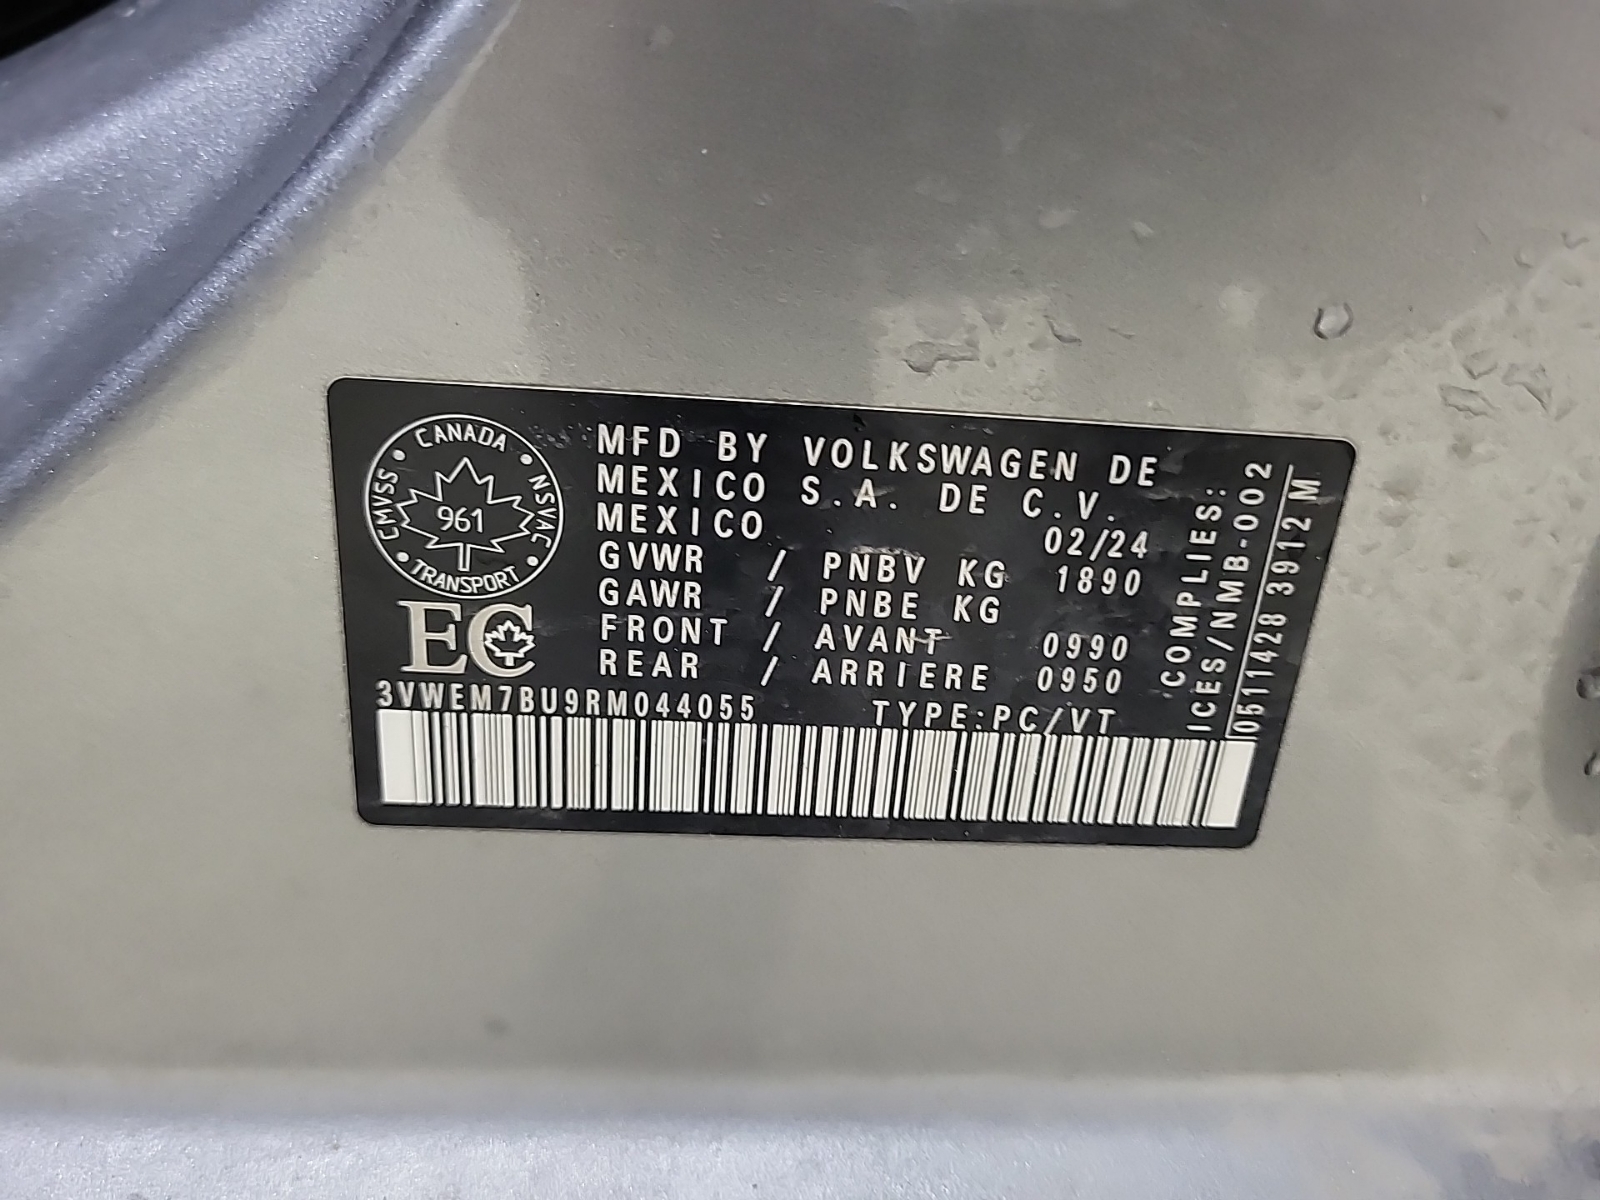 CANADA
CMVSS
NSVAC
961
TRANSPORT
EC
MFD BY VOLKSWAGEN DE
MEXICO S.A. DE C.V.
MEXICO 02/24
GVWR / PNBV KG 1890
GAWR / PNBE KG
FRONT / AVANT 0990
REAR / ARRIERE 0950
3VWEM7BU9RM044055 TYPE:PC/VT
COMPLIES:
ICES/NMB-002
0511428 3912 M